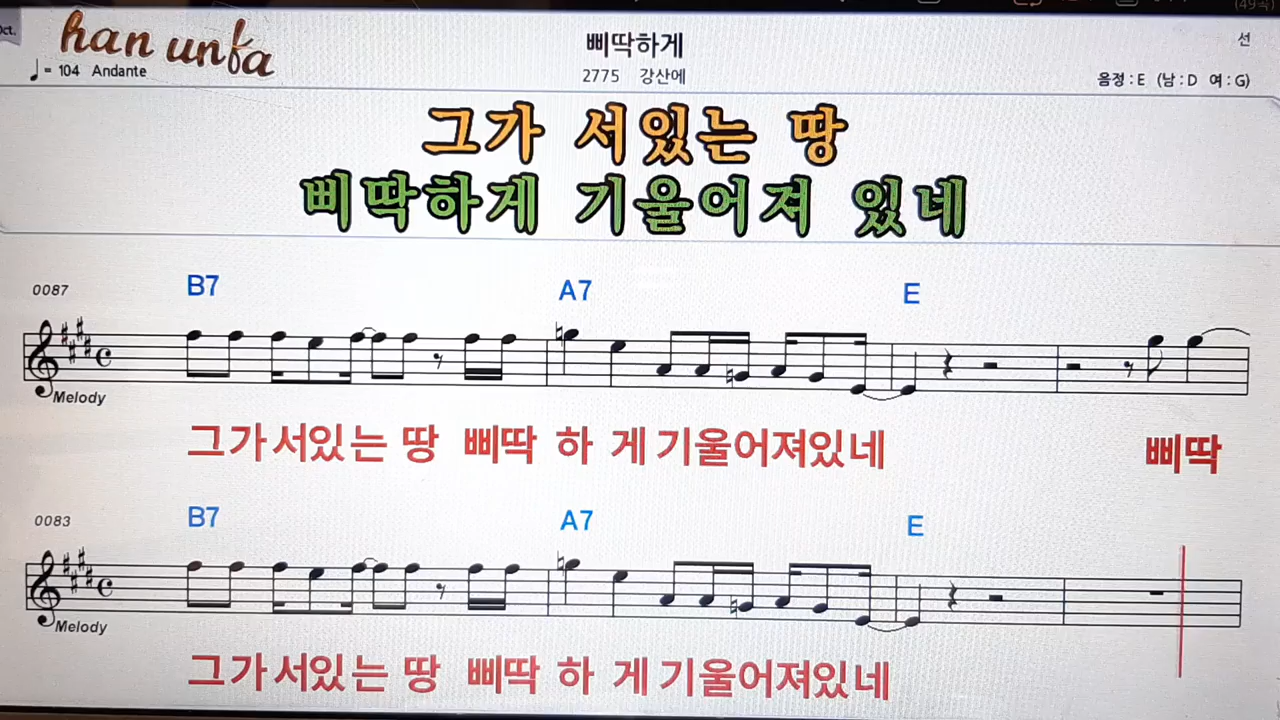 Oct.
han unfa
삐딱하게
선
♩= 104 Andante
2775 강산에
음정 : E (남 : D 여 : G)
그가 서있는 땅
삐딱하게 기울어져 있네
0087
B7 A7 E
Melody
그가서있는 땅 삐딱 하 게기울어져있네 삐딱
0083
B7 A7 E
Melody
그가서있는 땅 삐딱 하 게기울어져있네